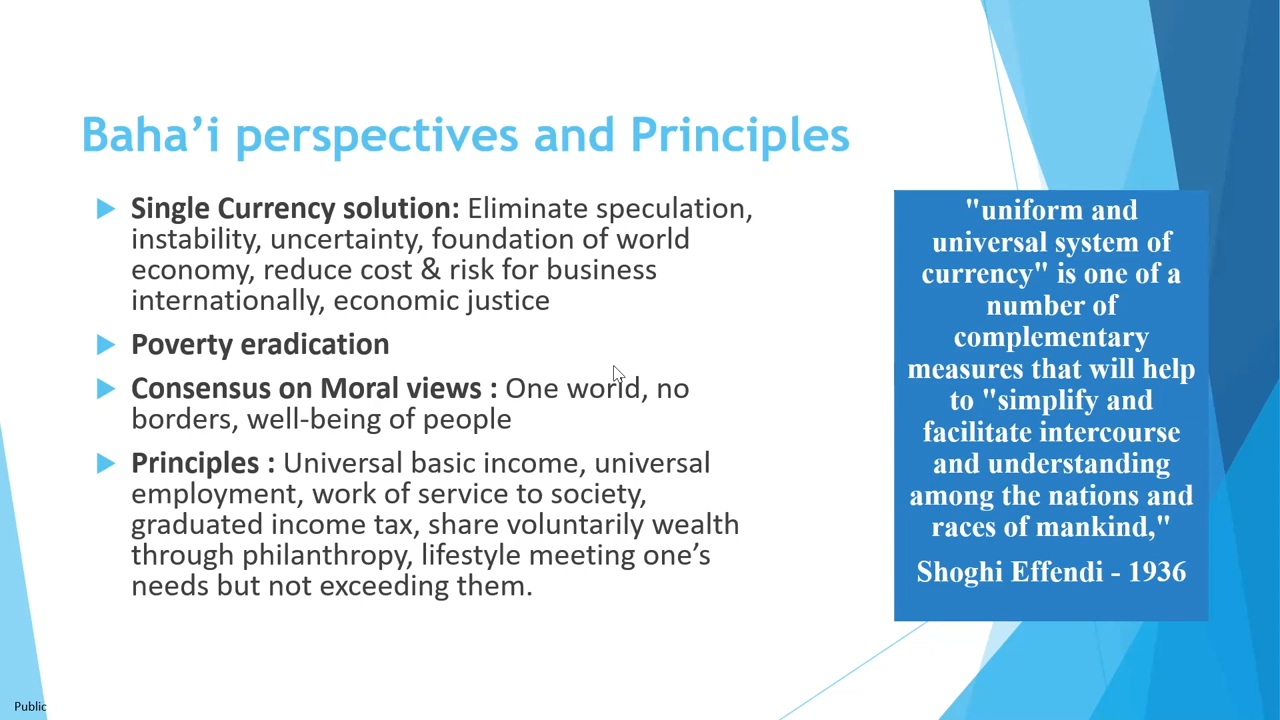 Baha’i perspectives and Principles
Single Currency solution: Eliminate speculation,
instability, uncertainty, foundation of world
economy, reduce cost & risk for business
internationally, economic justice
Poverty eradication
Consensus on Moral views : One world, no
borders, well-being of people
Principles : Universal basic income, universal
employment, work of service to society,
graduated income tax, share voluntarily wealth
through philanthropy, lifestyle meeting one’s
needs but not exceeding them.
"uniform and
universal system of
currency" is one of a
number of
complementary
measures that will help
to "simplify and
facilitate intercourse
and understanding
among the nations and
races of mankind,"
Shoghi Effendi - 1936
Public